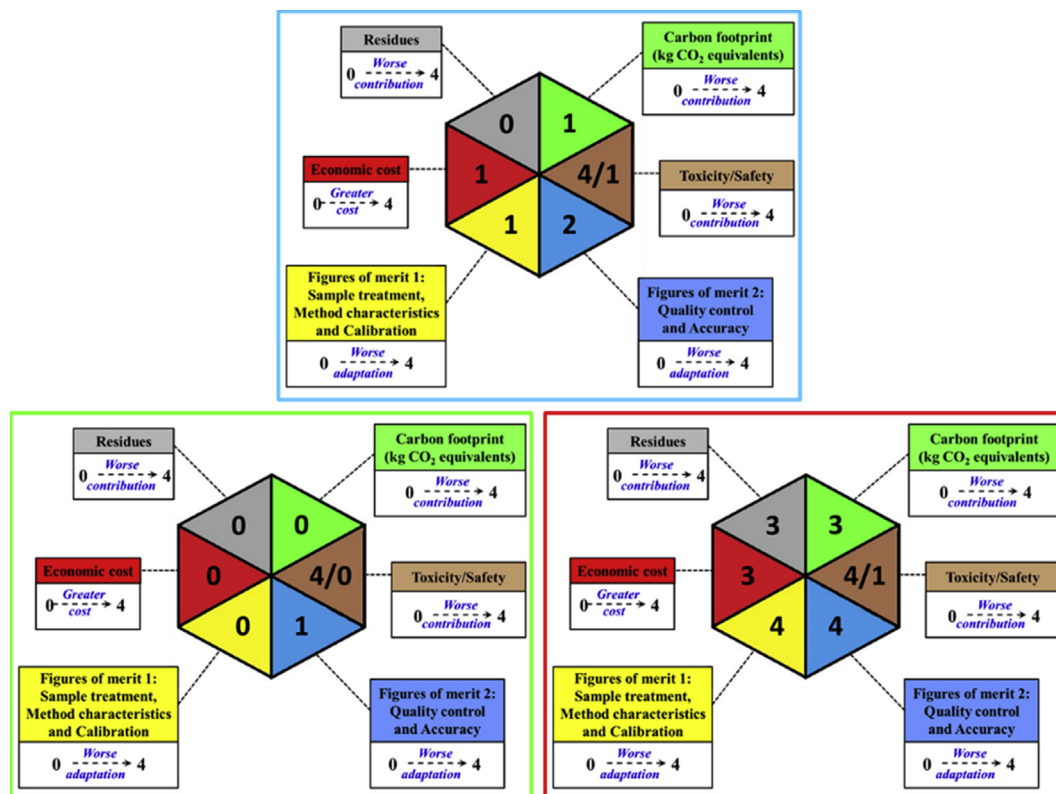 Residues
0 Worse 4
contribution
Carbon footprint
(kg CO2 equivalents)
0 Worse 4
contribution
0
1
Economic cost
0 Greater 4
cost
1
4/1
Toxicity/Safety
0 Worse 4
contribution
1
2
Figures of merit 1:
Sample treatment,
Method characteristics
and Calibration
0 Worse 4
adaptation
Figures of merit 2:
Quality control
and Accuracy
0 Worse 4
adaptation
Residues
0 Worse 4
contribution
Carbon footprint
(kg CO2 equivalents)
0 Worse 4
contribution
0
0
Economic cost
0 Greater 4
cost
0
4/0
Toxicity/Safety
0 Worse 4
contribution
0
1
Figures of merit 1:
Sample treatment,
Method characteristics
and Calibration
0 Worse 4
adaptation
Figures of merit 2:
Quality control
and Accuracy
0 Worse 4
adaptation
Residues
0 Worse 4
contribution
Carbon footprint
(kg CO2 equivalents)
0 Worse 4
contribution
3
3
Economic cost
0 Greater 4
cost
3
4/1
Toxicity/Safety
0 Worse 4
contribution
4
4
Figures of merit 1:
Sample treatment,
Method characteristics
and Calibration
0 Worse 4
adaptation
Figures of merit 2:
Quality control
and Accuracy
0 Worse 4
adaptation